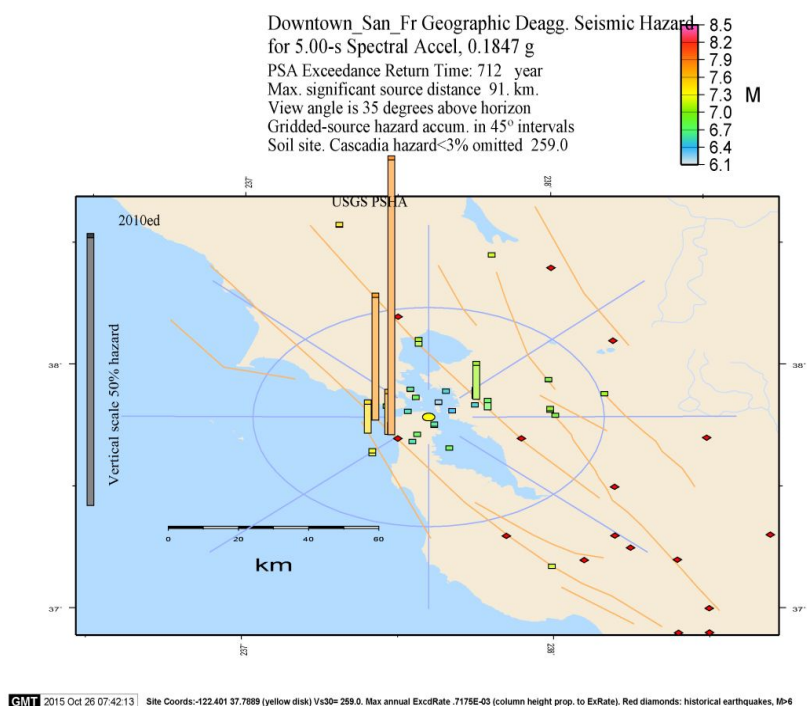 Downtown_San_Fr Geographic Deagg. Seismic Hazard
for 5.00-s Spectral Accel, 0.1847 g
PSA Exceedance Return Time: 712 year
Max. significant source distance 91. km.
View angle is 35 degrees above horizon
Gridded-source hazard accum. in 45° intervals
Soil site. Cascadia hazard<3% omitted 259.0
8.5
8.2
7.9
7.6
7.3
7.0
6.7
6.4
6.1
M
237°
238°
USGS PSHA
2010ed
Vertical scale 50% hazard
38°
38°
0 20 40 60
km
37°
37°
237°
238°
GMT 2015 Oct 26 07:42:13 Site Coords:-122.401 37.7889 (yellow disk) Vs30= 259.0. Max annual ExcdRate .7175E-03 (column height prop. to ExRate). Red diamonds: historical earthquakes, M>6